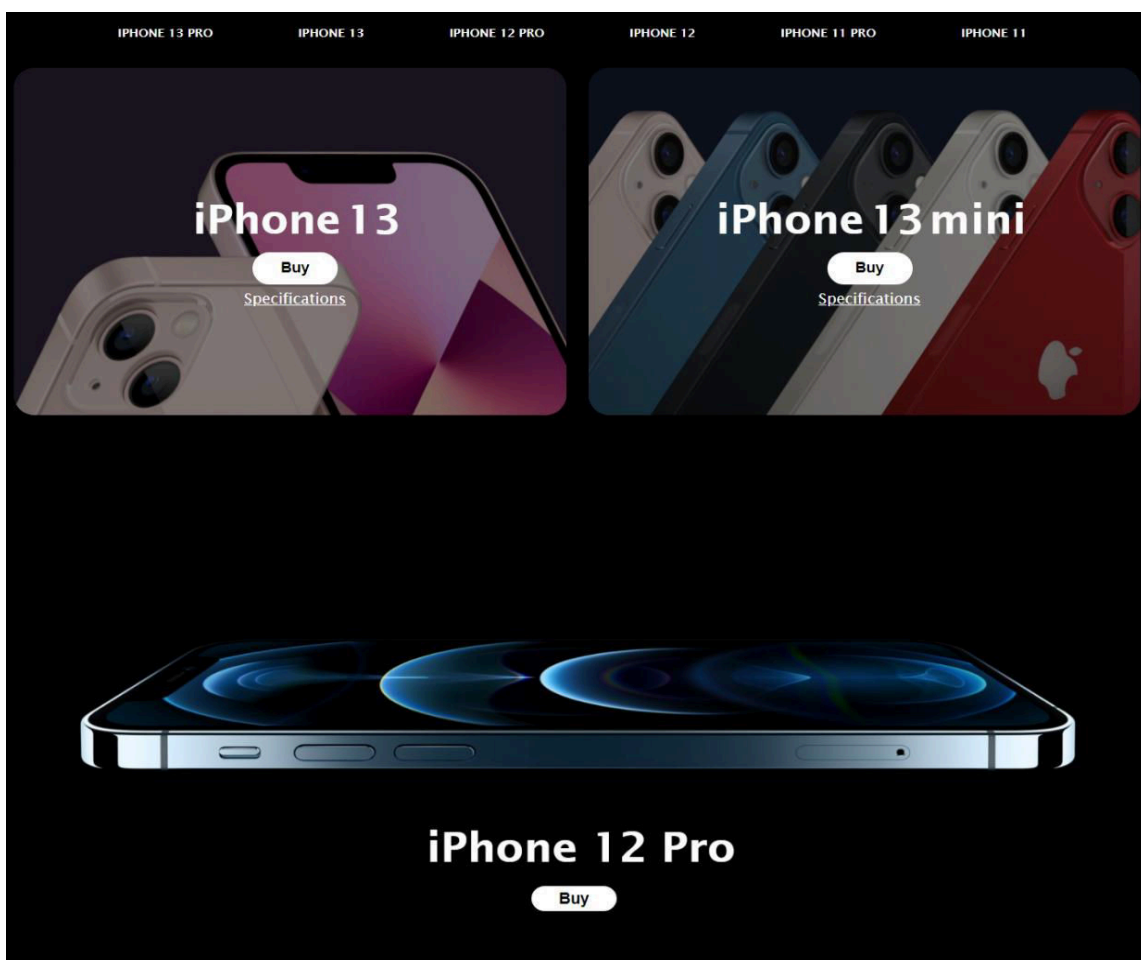 IPHONE 13 PRO IPHONE 13 IPHONE 12 PRO IPHONE 12 IPHONE 11 PRO IPHONE 11
iPhone 13
Buy
Specifications
iPhone 13 mini
Buy
Specifications
iPhone 12 Pro
Buy